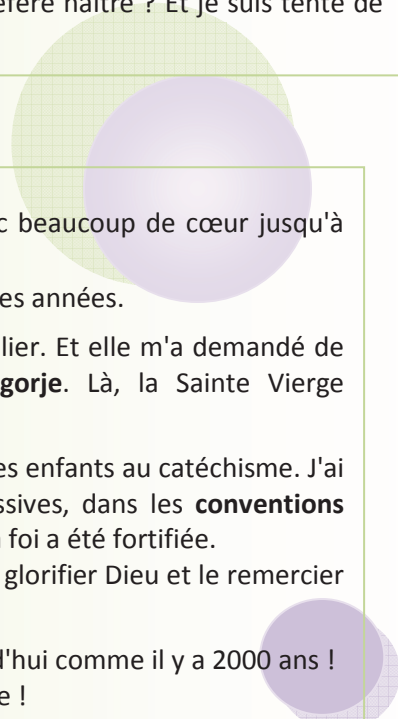 naître ? Et je suis tenté de
c beaucoup de cœur jusqu'à
es années.
lier. Et elle m'a demandé de
gorje. Là, la Sainte Vierge
es enfants au catéchisme. J'ai
ssives, dans les conventions
foi a été fortifiée.
glorifier Dieu et le remercier
d'hui comme il y a 2000 ans !
e !